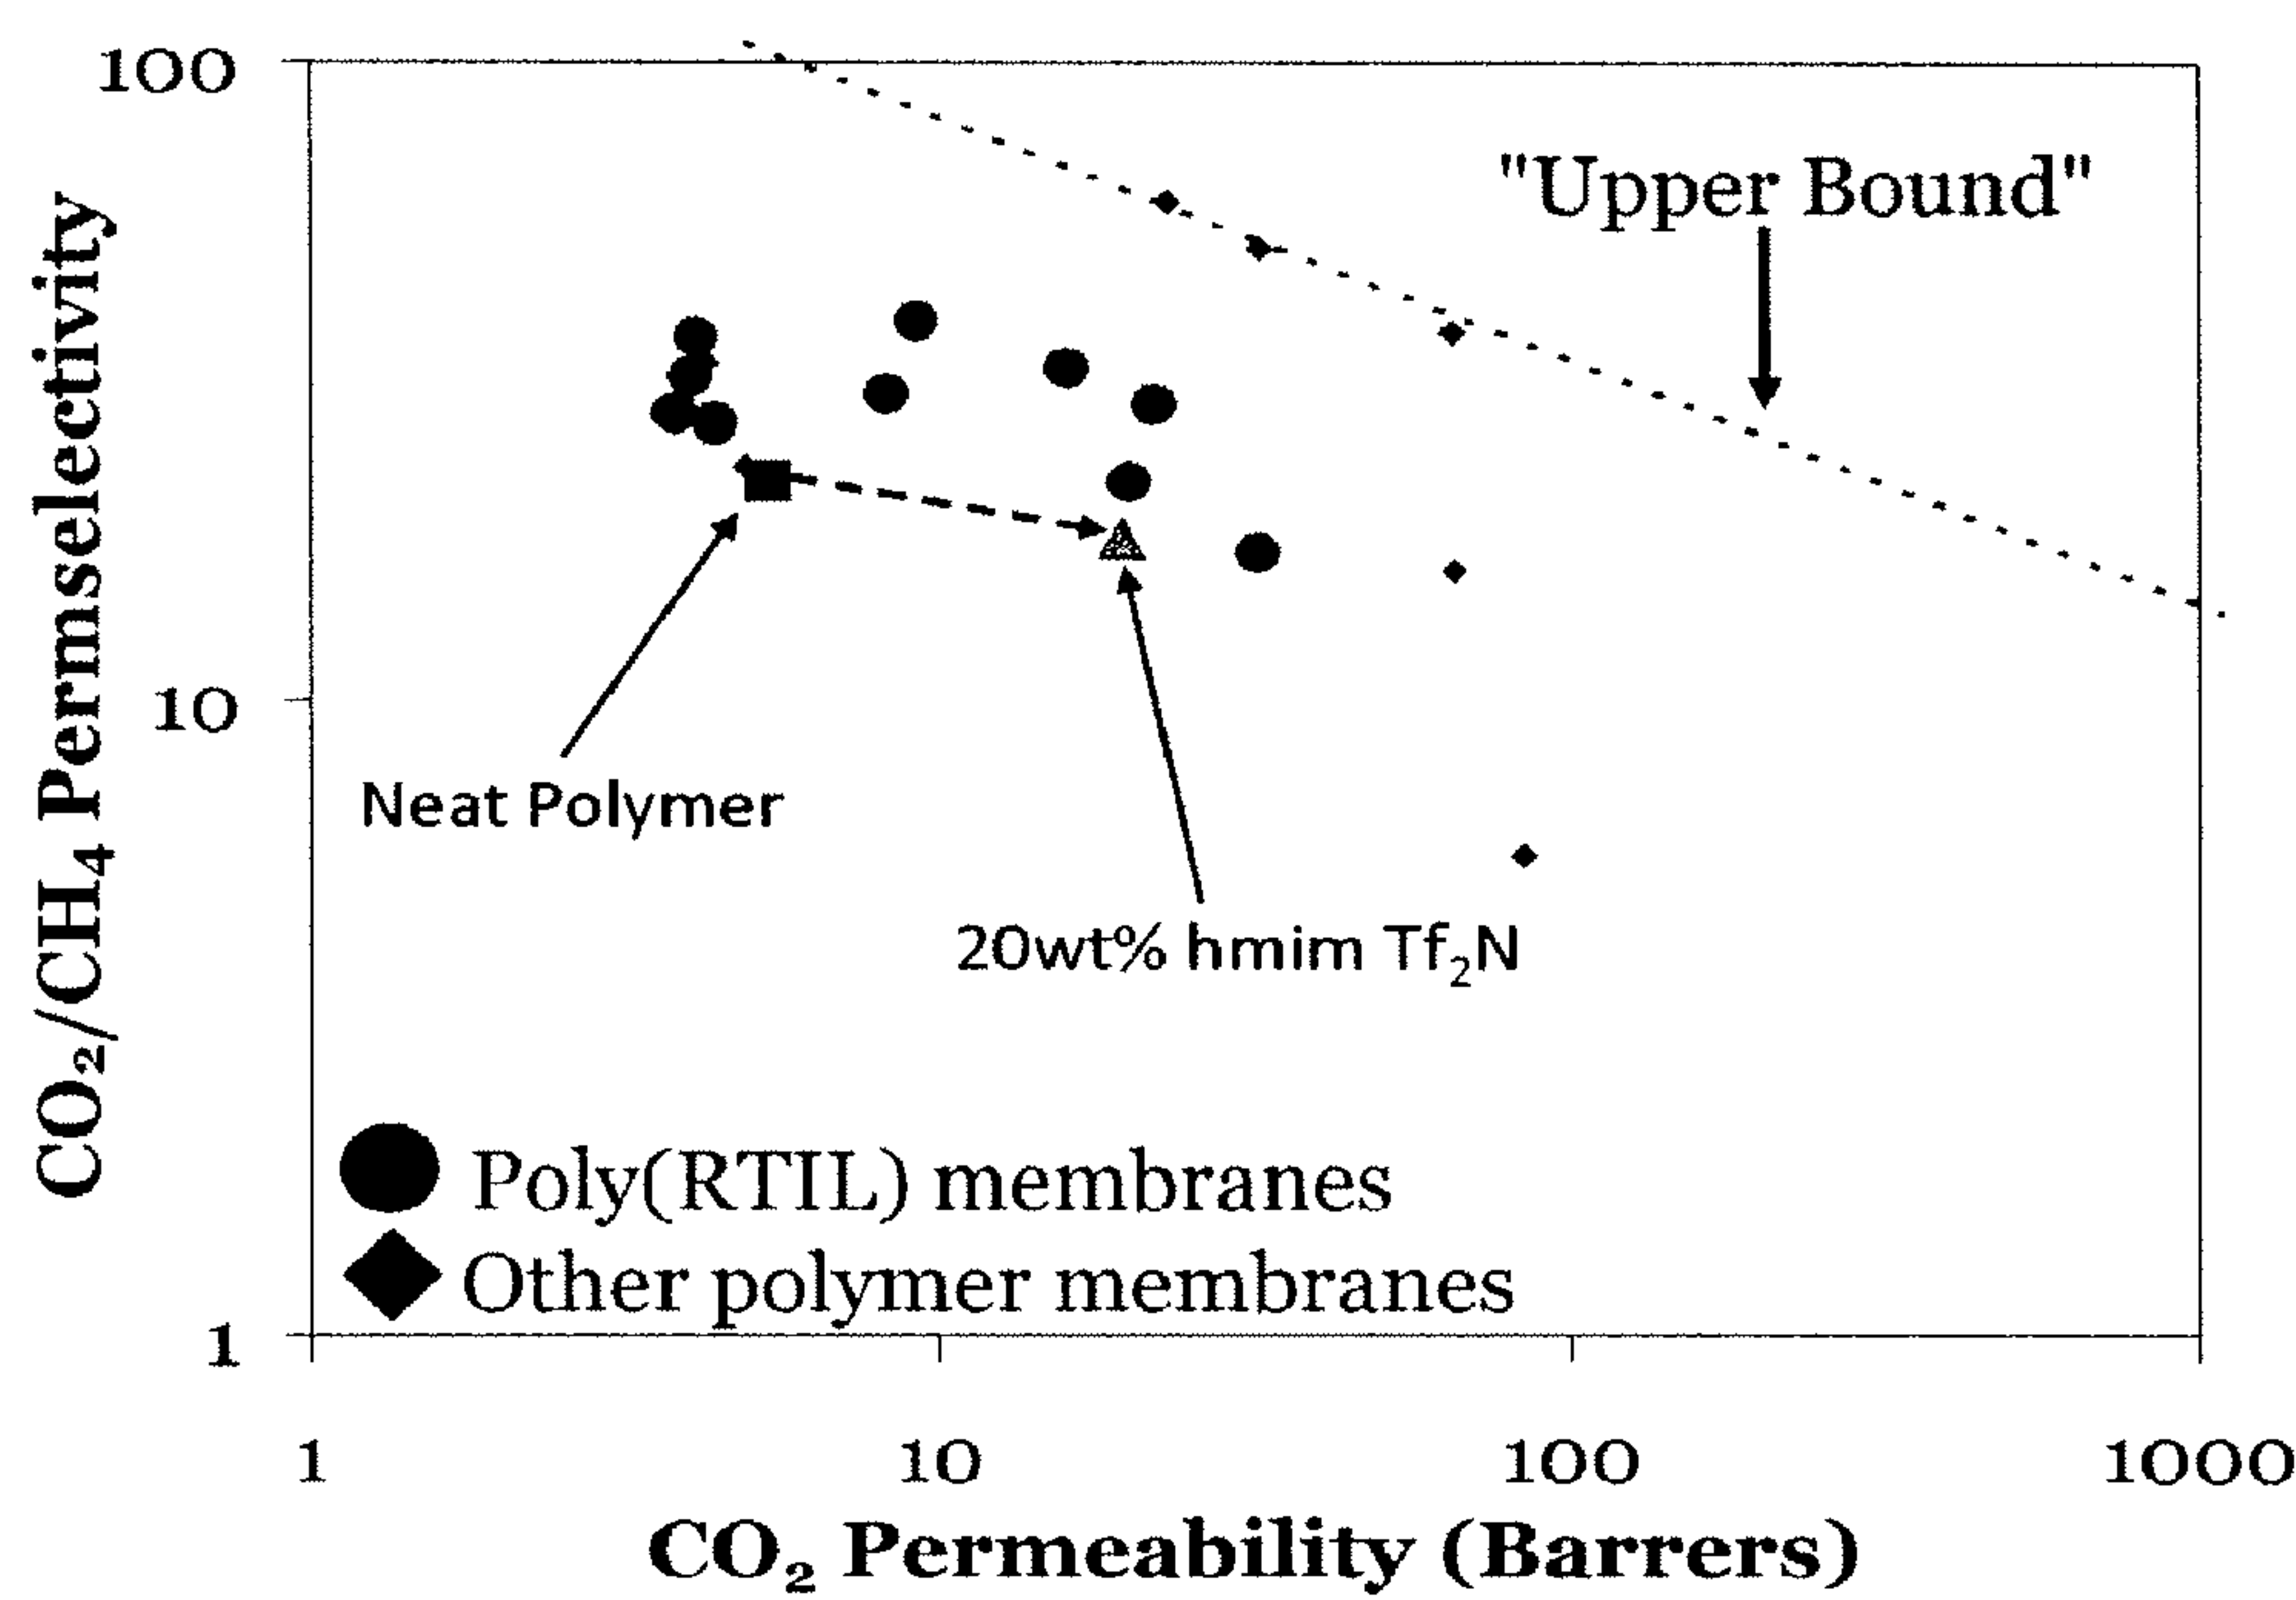 100
"Upper Bound"
CO₂/CH₄ Permselectivity
10
Neat Polymer
20wt% hmim Tf₂N
Poly(RTIL) membranes
Other polymer membranes
1
1 10 100 1000
CO₂ Permeability (Barrers)